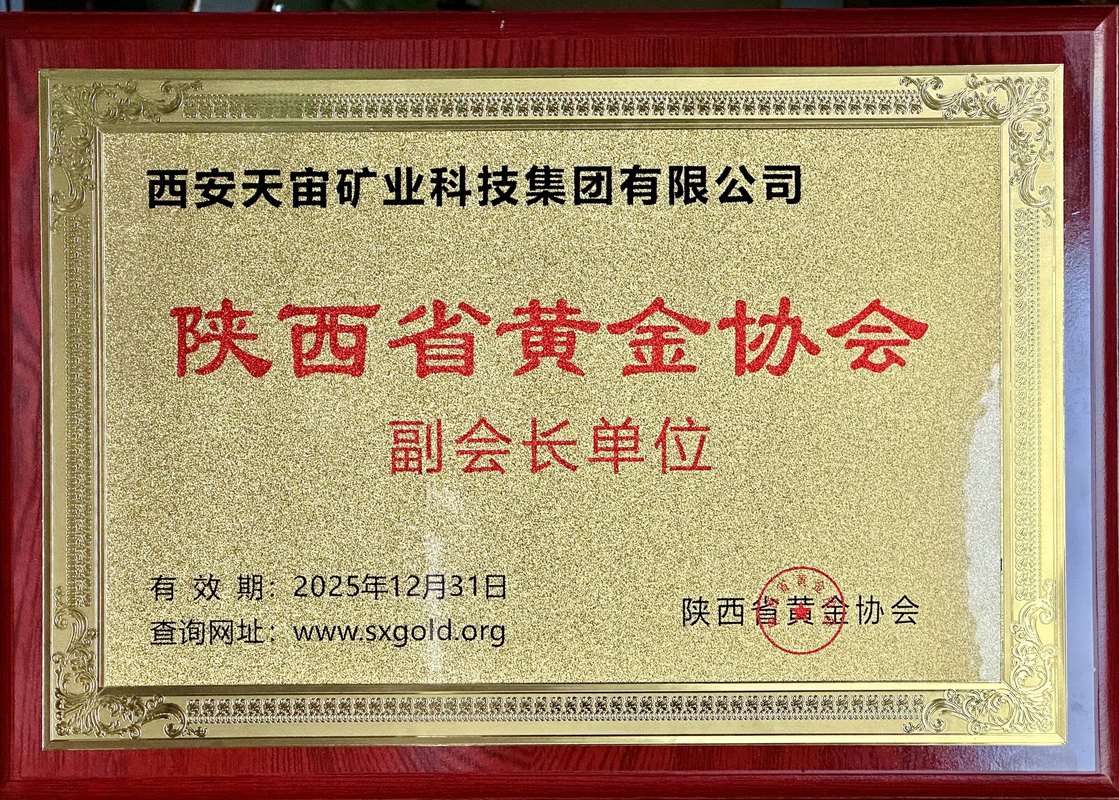 西安天宙矿业科技集团有限公司
陕西省黄金协会
副会长单位
有效期：2025年12月31日
查询网址：www.sxgold.org
陕西省黄金协会